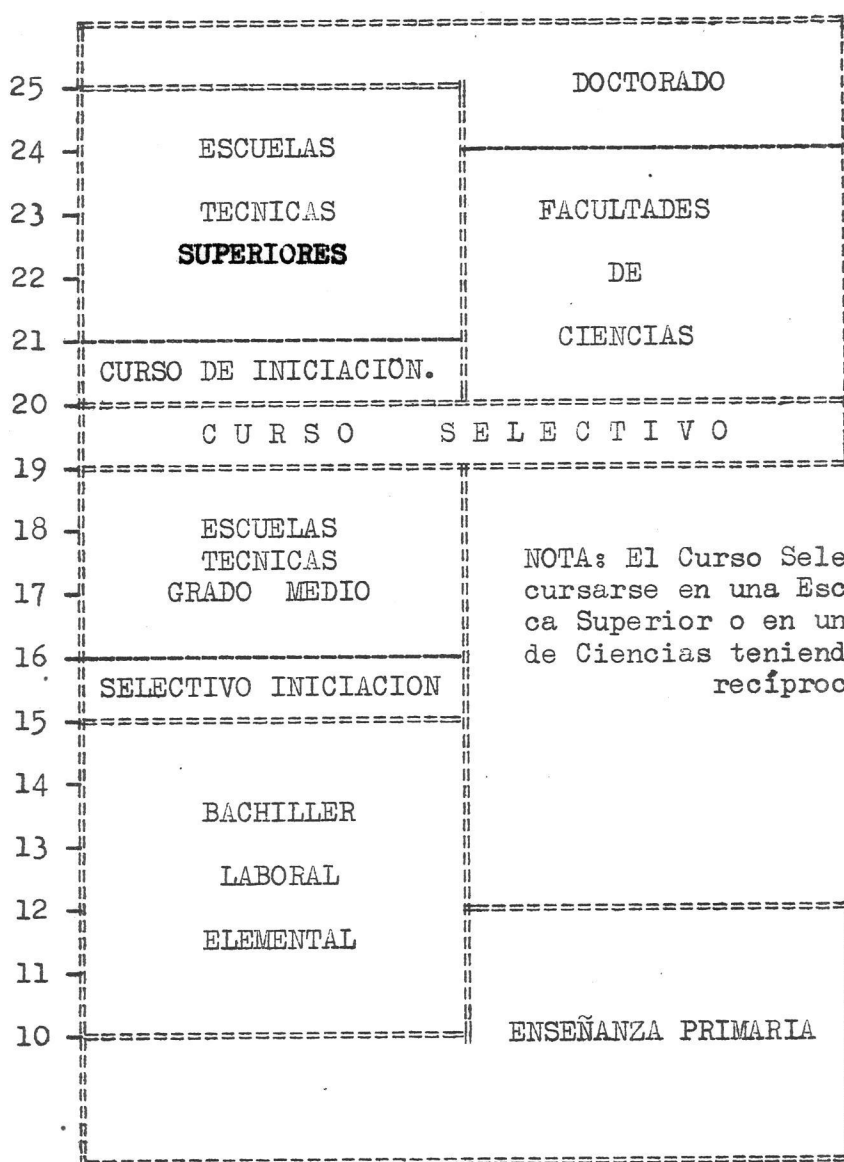 25
DOCTORADO
24
ESCUELAS
23
TECNICAS
FACULTADES
SUPERIORES
22
DE
21
CIENCIAS
CURSO DE INICIACION.
20
CURSO SELECTIVO
19
18
ESCUELAS
TECNICAS
17
GRADO MEDIO
NOTA: El Curso Sele
cursarse en una Esc
ca Superior o en un
de Ciencias teniend
recíproc
16
SELECTIVO INICIACION
15
14
BACHILLER
13
LABORAL
12
ELEMENTAL
11
10
ENSEÑANZA PRIMARIA